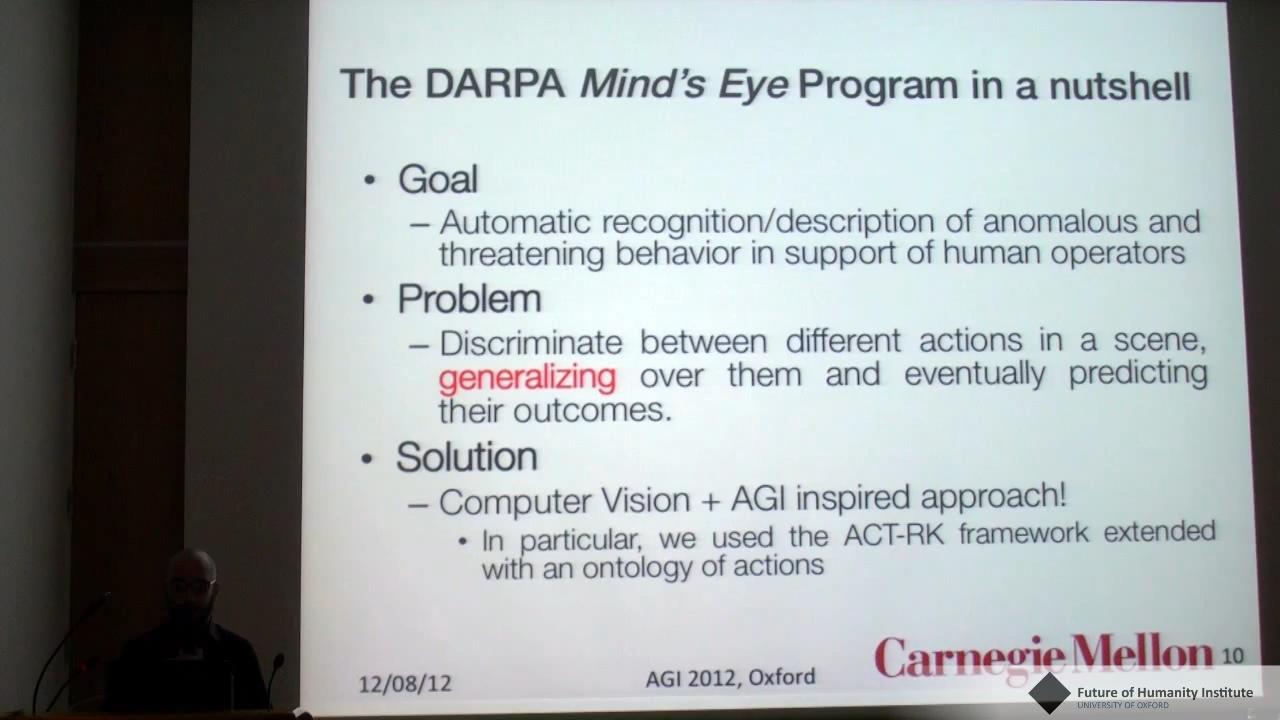 The DARPA Mind's Eye Program in a nutshell
• Goal
– Automatic recognition/description of anomalous and
threatening behavior in support of human operators
• Problem
– Discriminate between different actions in a scene,
generalizing over them and eventually predicting
their outcomes.
• Solution
– Computer Vision + AGI inspired approach!
• In particular, we used the ACT-RK framework extended
with an ontology of actions
12/08/12
AGI 2012, Oxford
Carnegie Mellon
10
Future of Humanity Institute
UNIVERSITY OF OXFORD